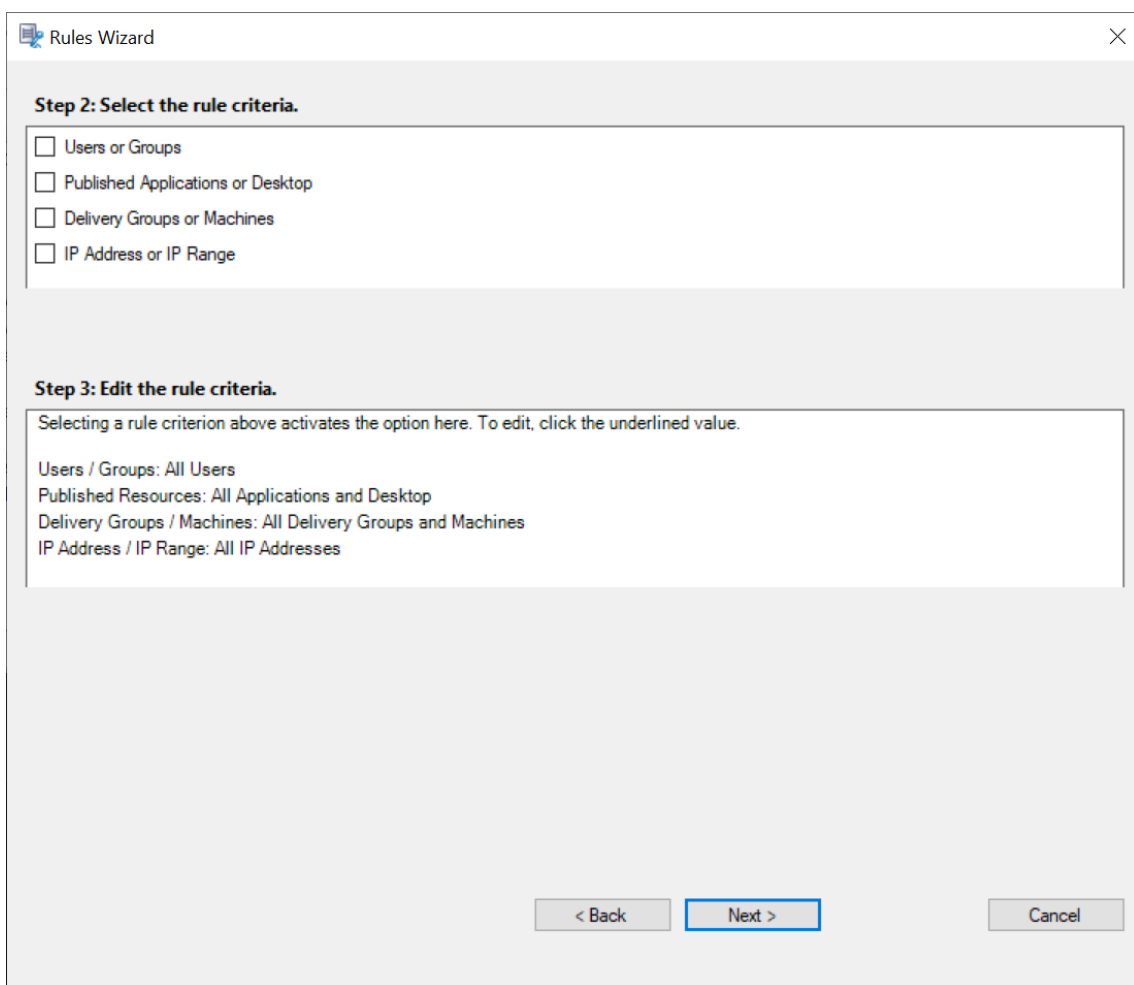 Rules Wizard
Step 2: Select the rule criteria.
Users or Groups
Published Applications or Desktop
Delivery Groups or Machines
IP Address or IP Range
Step 3: Edit the rule criteria.
Selecting a rule criterion above activates the option here. To edit, click the underlined value.
Users / Groups: All Users
Published Resources: All Applications and Desktop
Delivery Groups / Machines: All Delivery Groups and Machines
IP Address / IP Range: All IP Addresses
< Back Next > Cancel